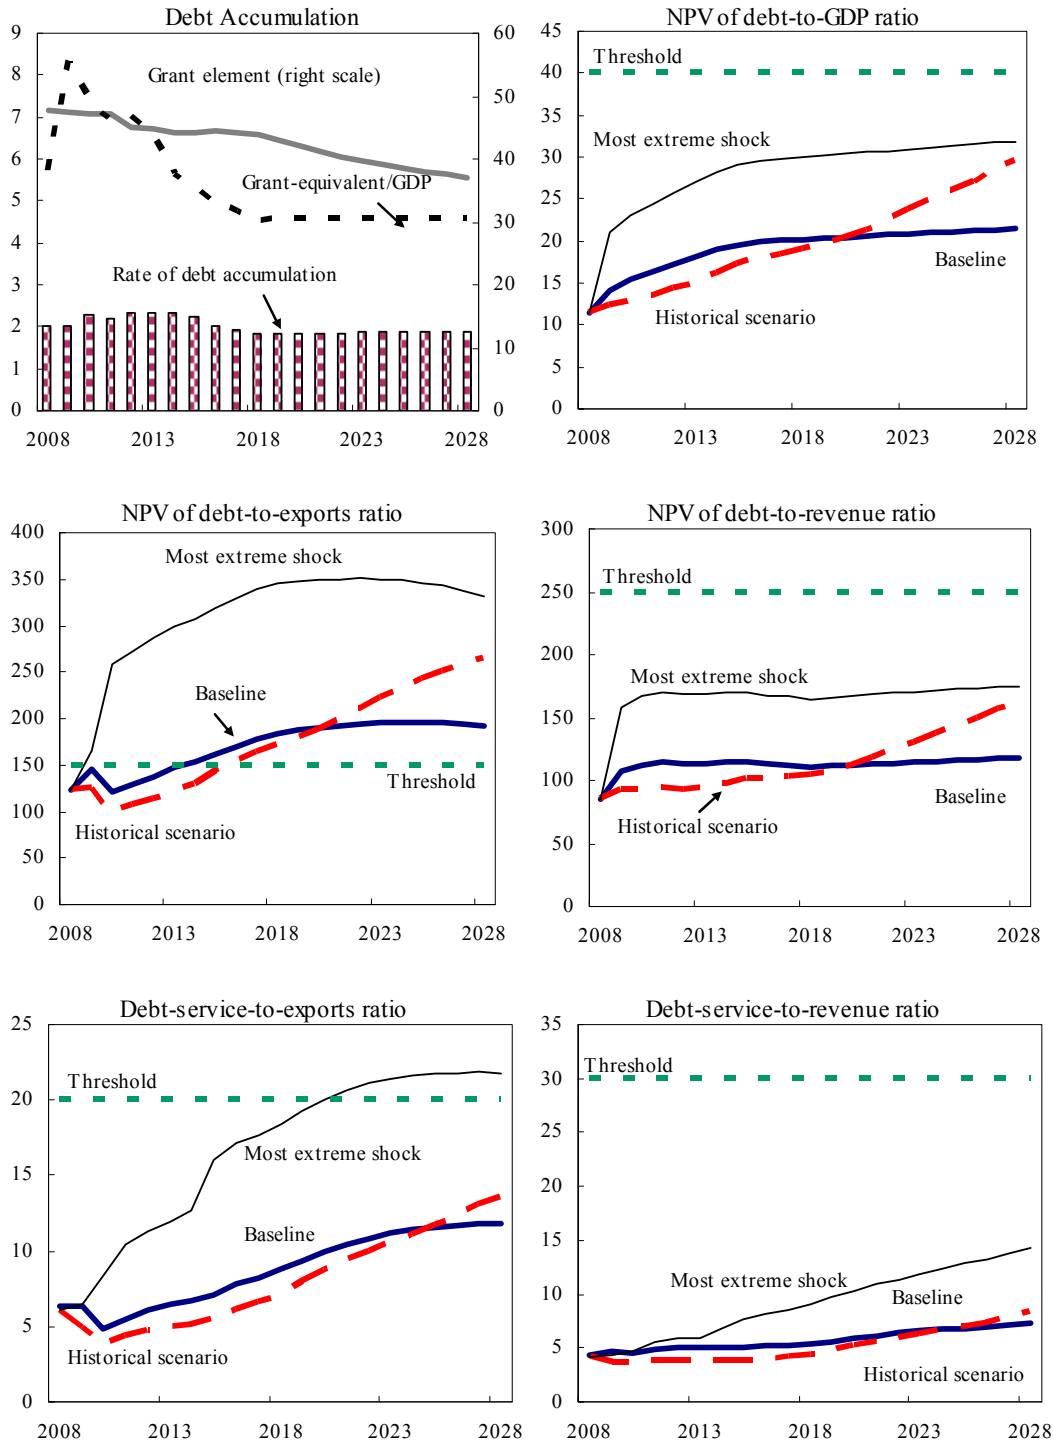 Debt Accumulation
9
8
7
6
5
4
3
2
1
0
60
50
40
30
20
10
0
Grant element (right scale)
Grant-equivalent/GDP
Rate of debt accumulation
2008 2013 2018 2023 2028
NPV of debt-to-GDP ratio
45
40
35
30
25
20
15
10
5
0
Threshold
Most extreme shock
Baseline
Historical scenario
2008 2013 2018 2023 2028
NPV of debt-to-exports ratio
400
350
300
250
200
150
100
50
0
Most extreme shock
Baseline
Threshold
Historical scenario
2008 2013 2018 2023 2028
NPV of debt-to-revenue ratio
300
250
200
150
100
50
0
Threshold
Most extreme shock
Baseline
Historical scenario
2008 2013 2018 2023 2028
Debt-service-to-exports ratio
25
20
15
10
5
0
Threshold
Most extreme shock
Baseline
Historical scenario
2008 2013 2018 2023 2028
Debt-service-to-revenue ratio
35
30
25
20
15
10
5
0
Threshold
Most extreme shock
Baseline
Historical scenario
2008 2013 2018 2023 2028